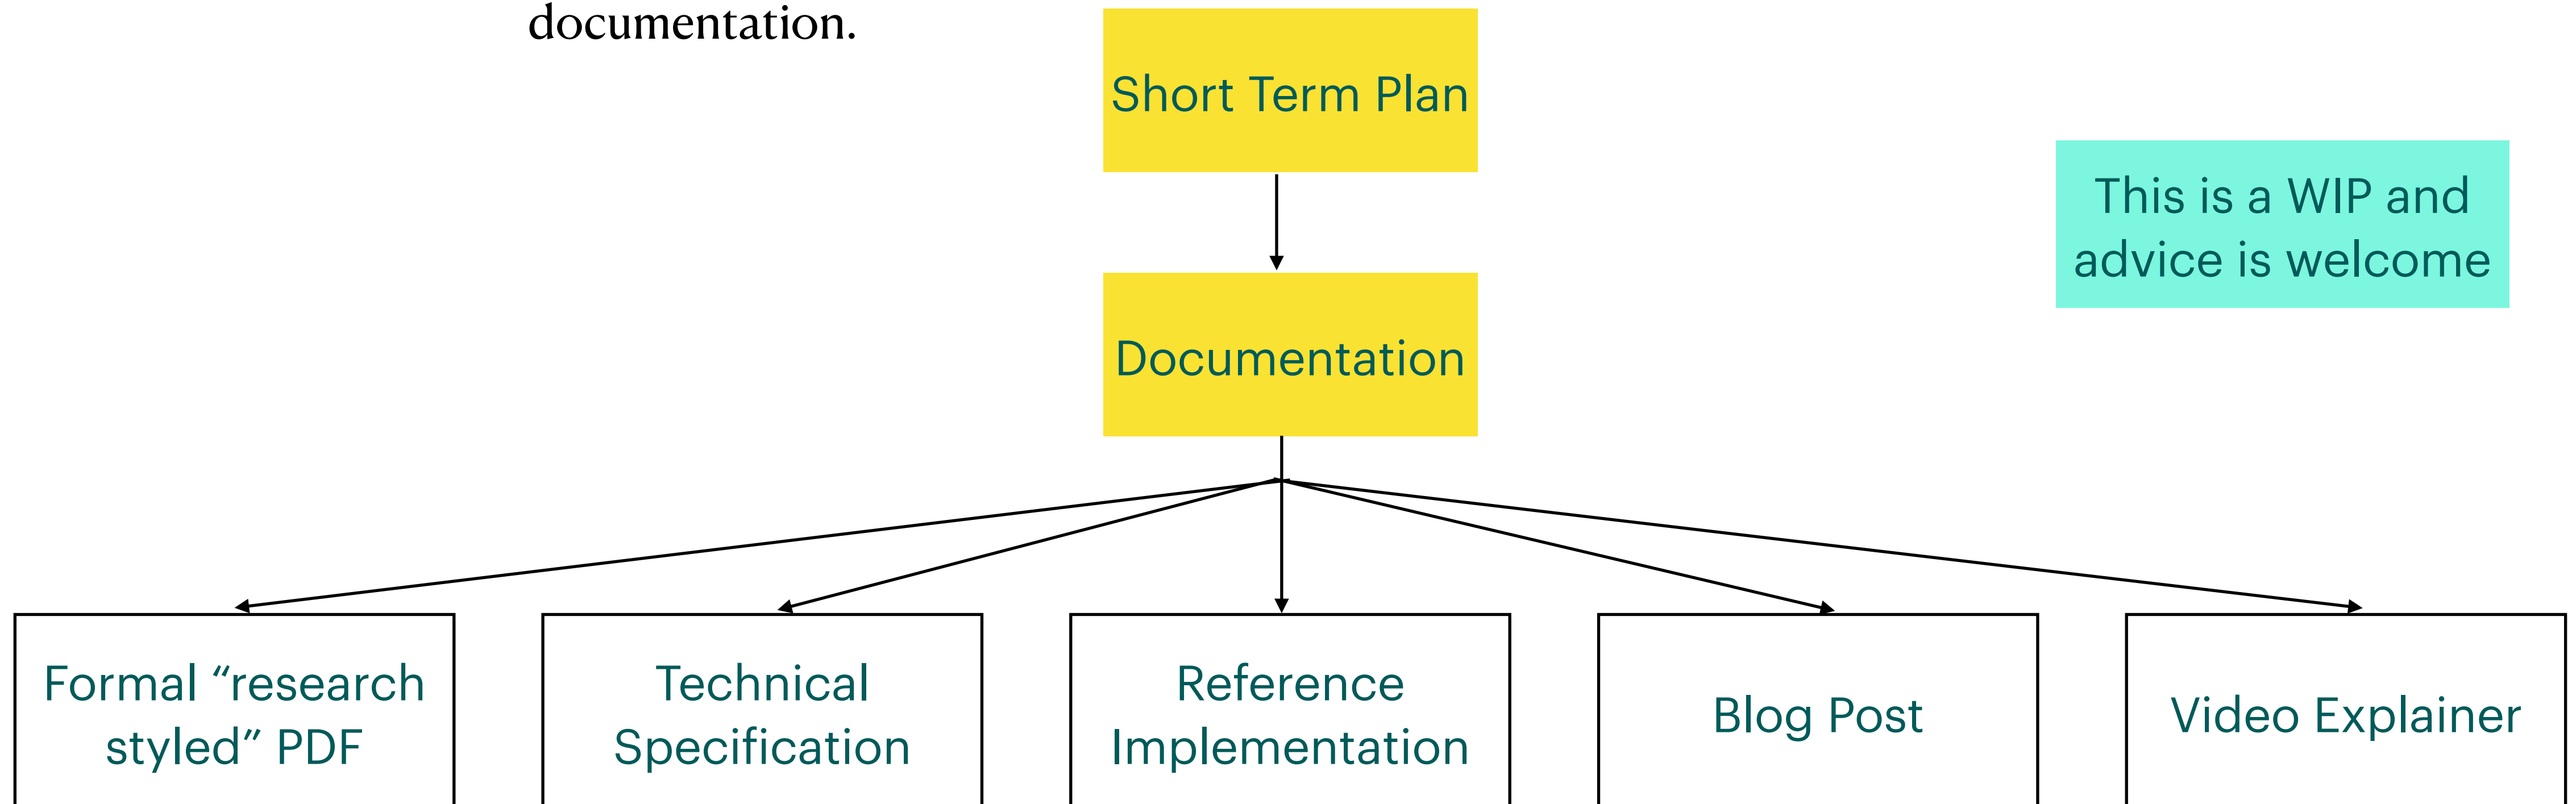 documentation.
Short Term Plan
This is a WIP and
advice is welcome
Documentation
Formal “research
styled” PDF
Technical
Specification
Reference
Implementation
Blog Post
Video Explainer